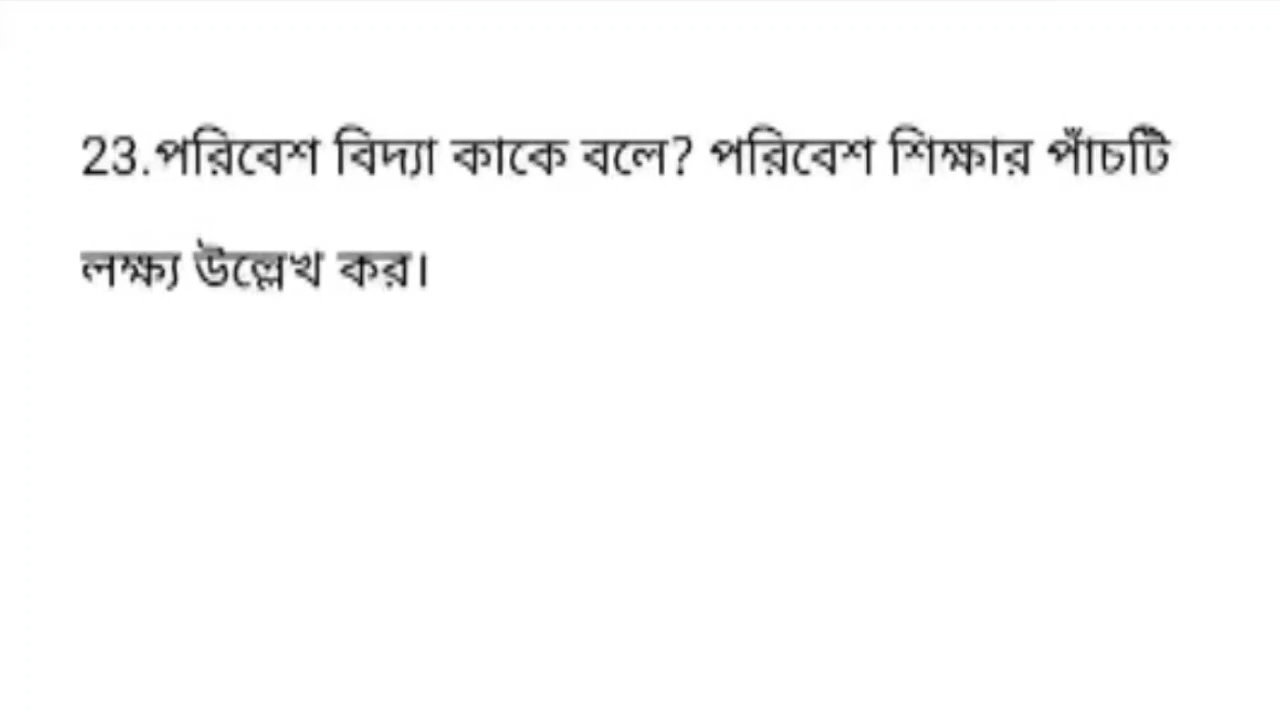 23.পরিবেশ বিদ্যা কাকে বলে? পরিবেশ শিক্ষার পাঁচটি
লক্ষ্য উল্লেখ কর।